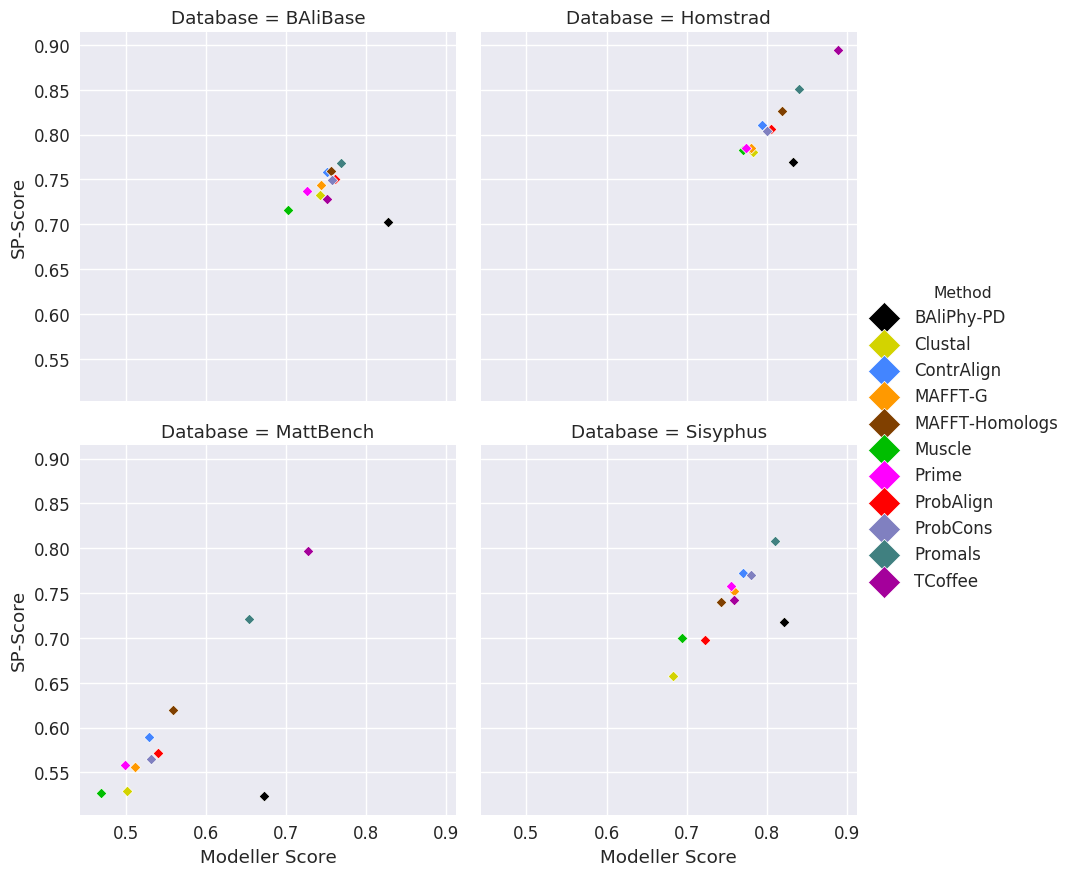 Database = BAliBase
Database = Homstrad
0.90
0.85
0.80
0.75
0.70
0.65
0.60
0.55
SP-Score
Database = MattBench
Database = Sisyphus
0.90
0.85
0.80
0.75
0.70
0.65
0.60
0.55
SP-Score
0.5 0.6 0.7 0.8 0.9
0.5 0.6 0.7 0.8 0.9
Modeller Score
Modeller Score
Method
BAliPhy-PD
Clustal
ContrAlign
MAFFT-G
MAFFT-Homologs
Muscle
Prime
ProbAlign
ProbCons
Promals
TCoffee